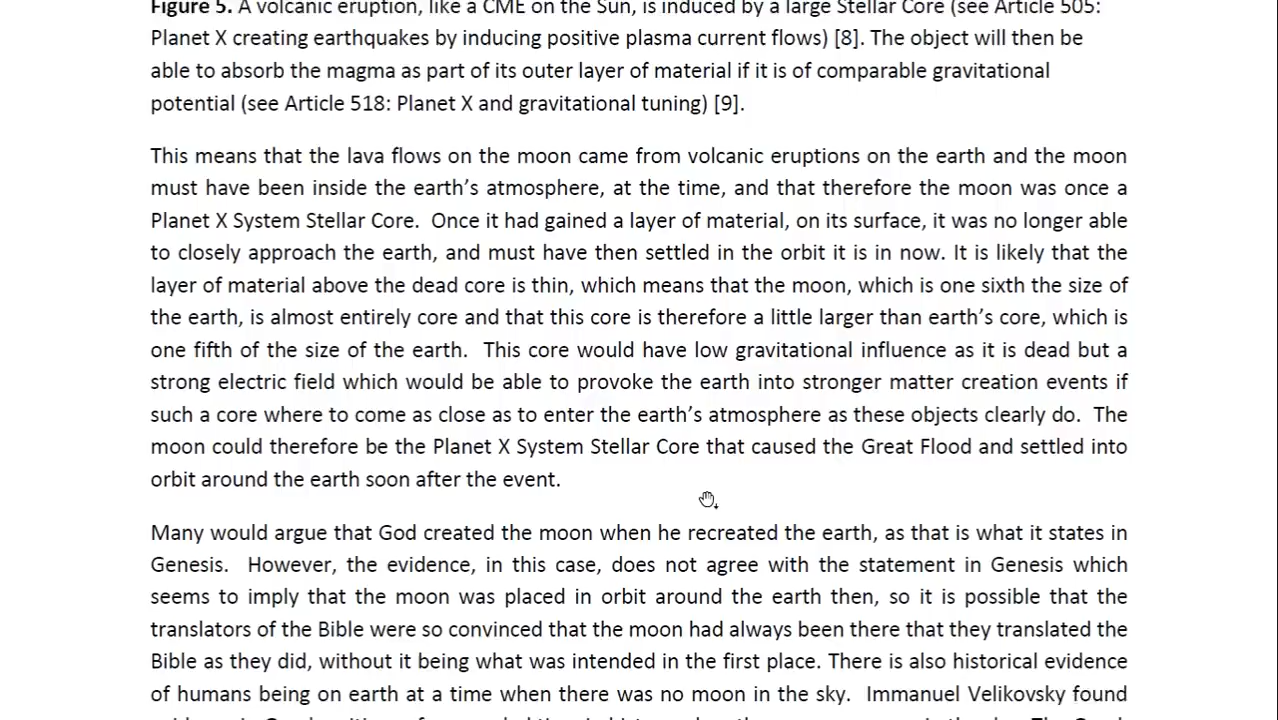 Figure 5. A volcanic eruption, like a CME on the Sun, is induced by a large Stellar Core (see Article 505:
Planet X creating earthquakes by inducing positive plasma current flows) [8]. The object will then be
able to absorb the magma as part of its outer layer of material if it is of comparable gravitational
potential (see Article 518: Planet X and gravitational tuning) [9].
This means that the lava flows on the moon came from volcanic eruptions on the earth and the moon
must have been inside the earth's atmosphere, at the time, and that therefore the moon was once a
Planet X System Stellar Core. Once it had gained a layer of material, on its surface, it was no longer able
to closely approach the earth, and must have then settled in the orbit it is in now. It is likely that the
layer of material above the dead core is thin, which means that the moon, which is one sixth the size of
the earth, is almost entirely core and that this core is therefore a little larger than earth's core, which is
one fifth of the size of the earth. This core would have low gravitational influence as it is dead but a
strong electric field which would be able to provoke the earth into stronger matter creation events if
such a core where to come as close as to enter the earth's atmosphere as these objects clearly do. The
moon could therefore be the Planet X System Stellar Core that caused the Great Flood and settled into
orbit around the earth soon after the event.
Many would argue that God created the moon when he recreated the earth, as that is what it states in
Genesis. However, the evidence, in this case, does not agree with the statement in Genesis which
seems to imply that the moon was placed in orbit around the earth then, so it is possible that the
translators of the Bible were so convinced that the moon had always been there that they translated the
Bible as they did, without it being what was intended in the first place. There is also historical evidence
of humans being on earth at a time when there was no moon in the sky. Immanuel Velikovsky found